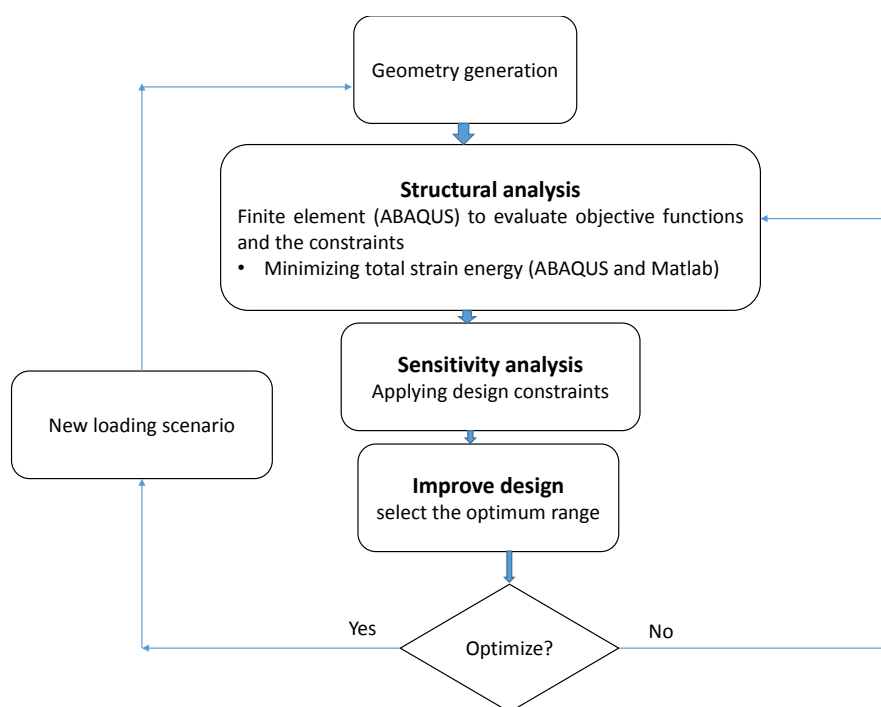 Geometry generation
Structural analysis
Finite element (ABAQUS) to evaluate objective functions
and the constraints
• Minimizing total strain energy (ABAQUS and Matlab)
Sensitivity analysis
Applying design constraints
New loading scenario
Improve design
select the optimum range
Yes
No
Optimize?